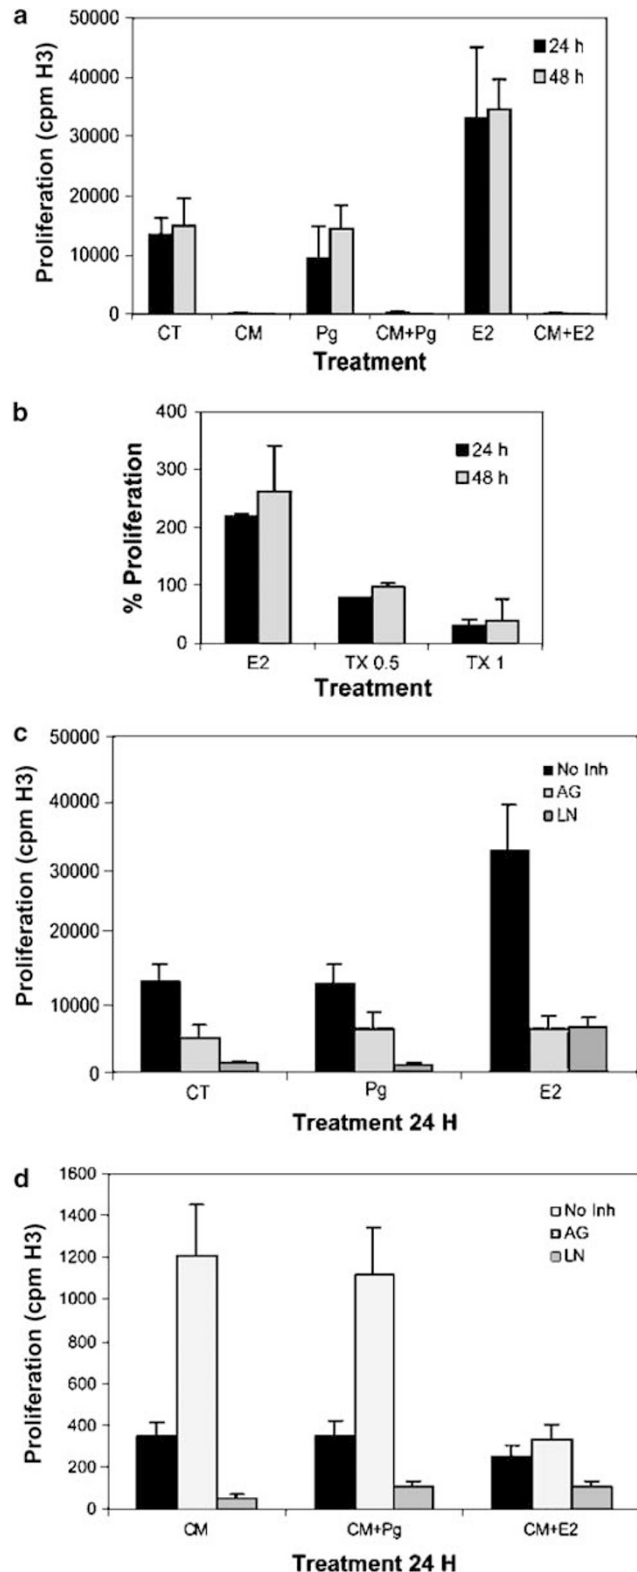 a
50000
40000
30000
20000
10000
0
Proliferation (cpm H3)
24 h
48 h
CT CM Pg CM+Pg E2 CM+E2
Treatment
b
400
300
200
100
0
% Proliferation
24 h
48 h
E2 TX 0.5 TX 1
Treatment
c
50000
40000
30000
20000
10000
0
Proliferation (cpm H3)
No Inh
AG
LN
CT Pg E2
Treatment 24 H
d
1600
1400
1200
1000
800
600
400
200
0
Proliferation (cpm H3)
No Inh
AG
LN
CM CM+Pg CM+E2
Treatment 24 H